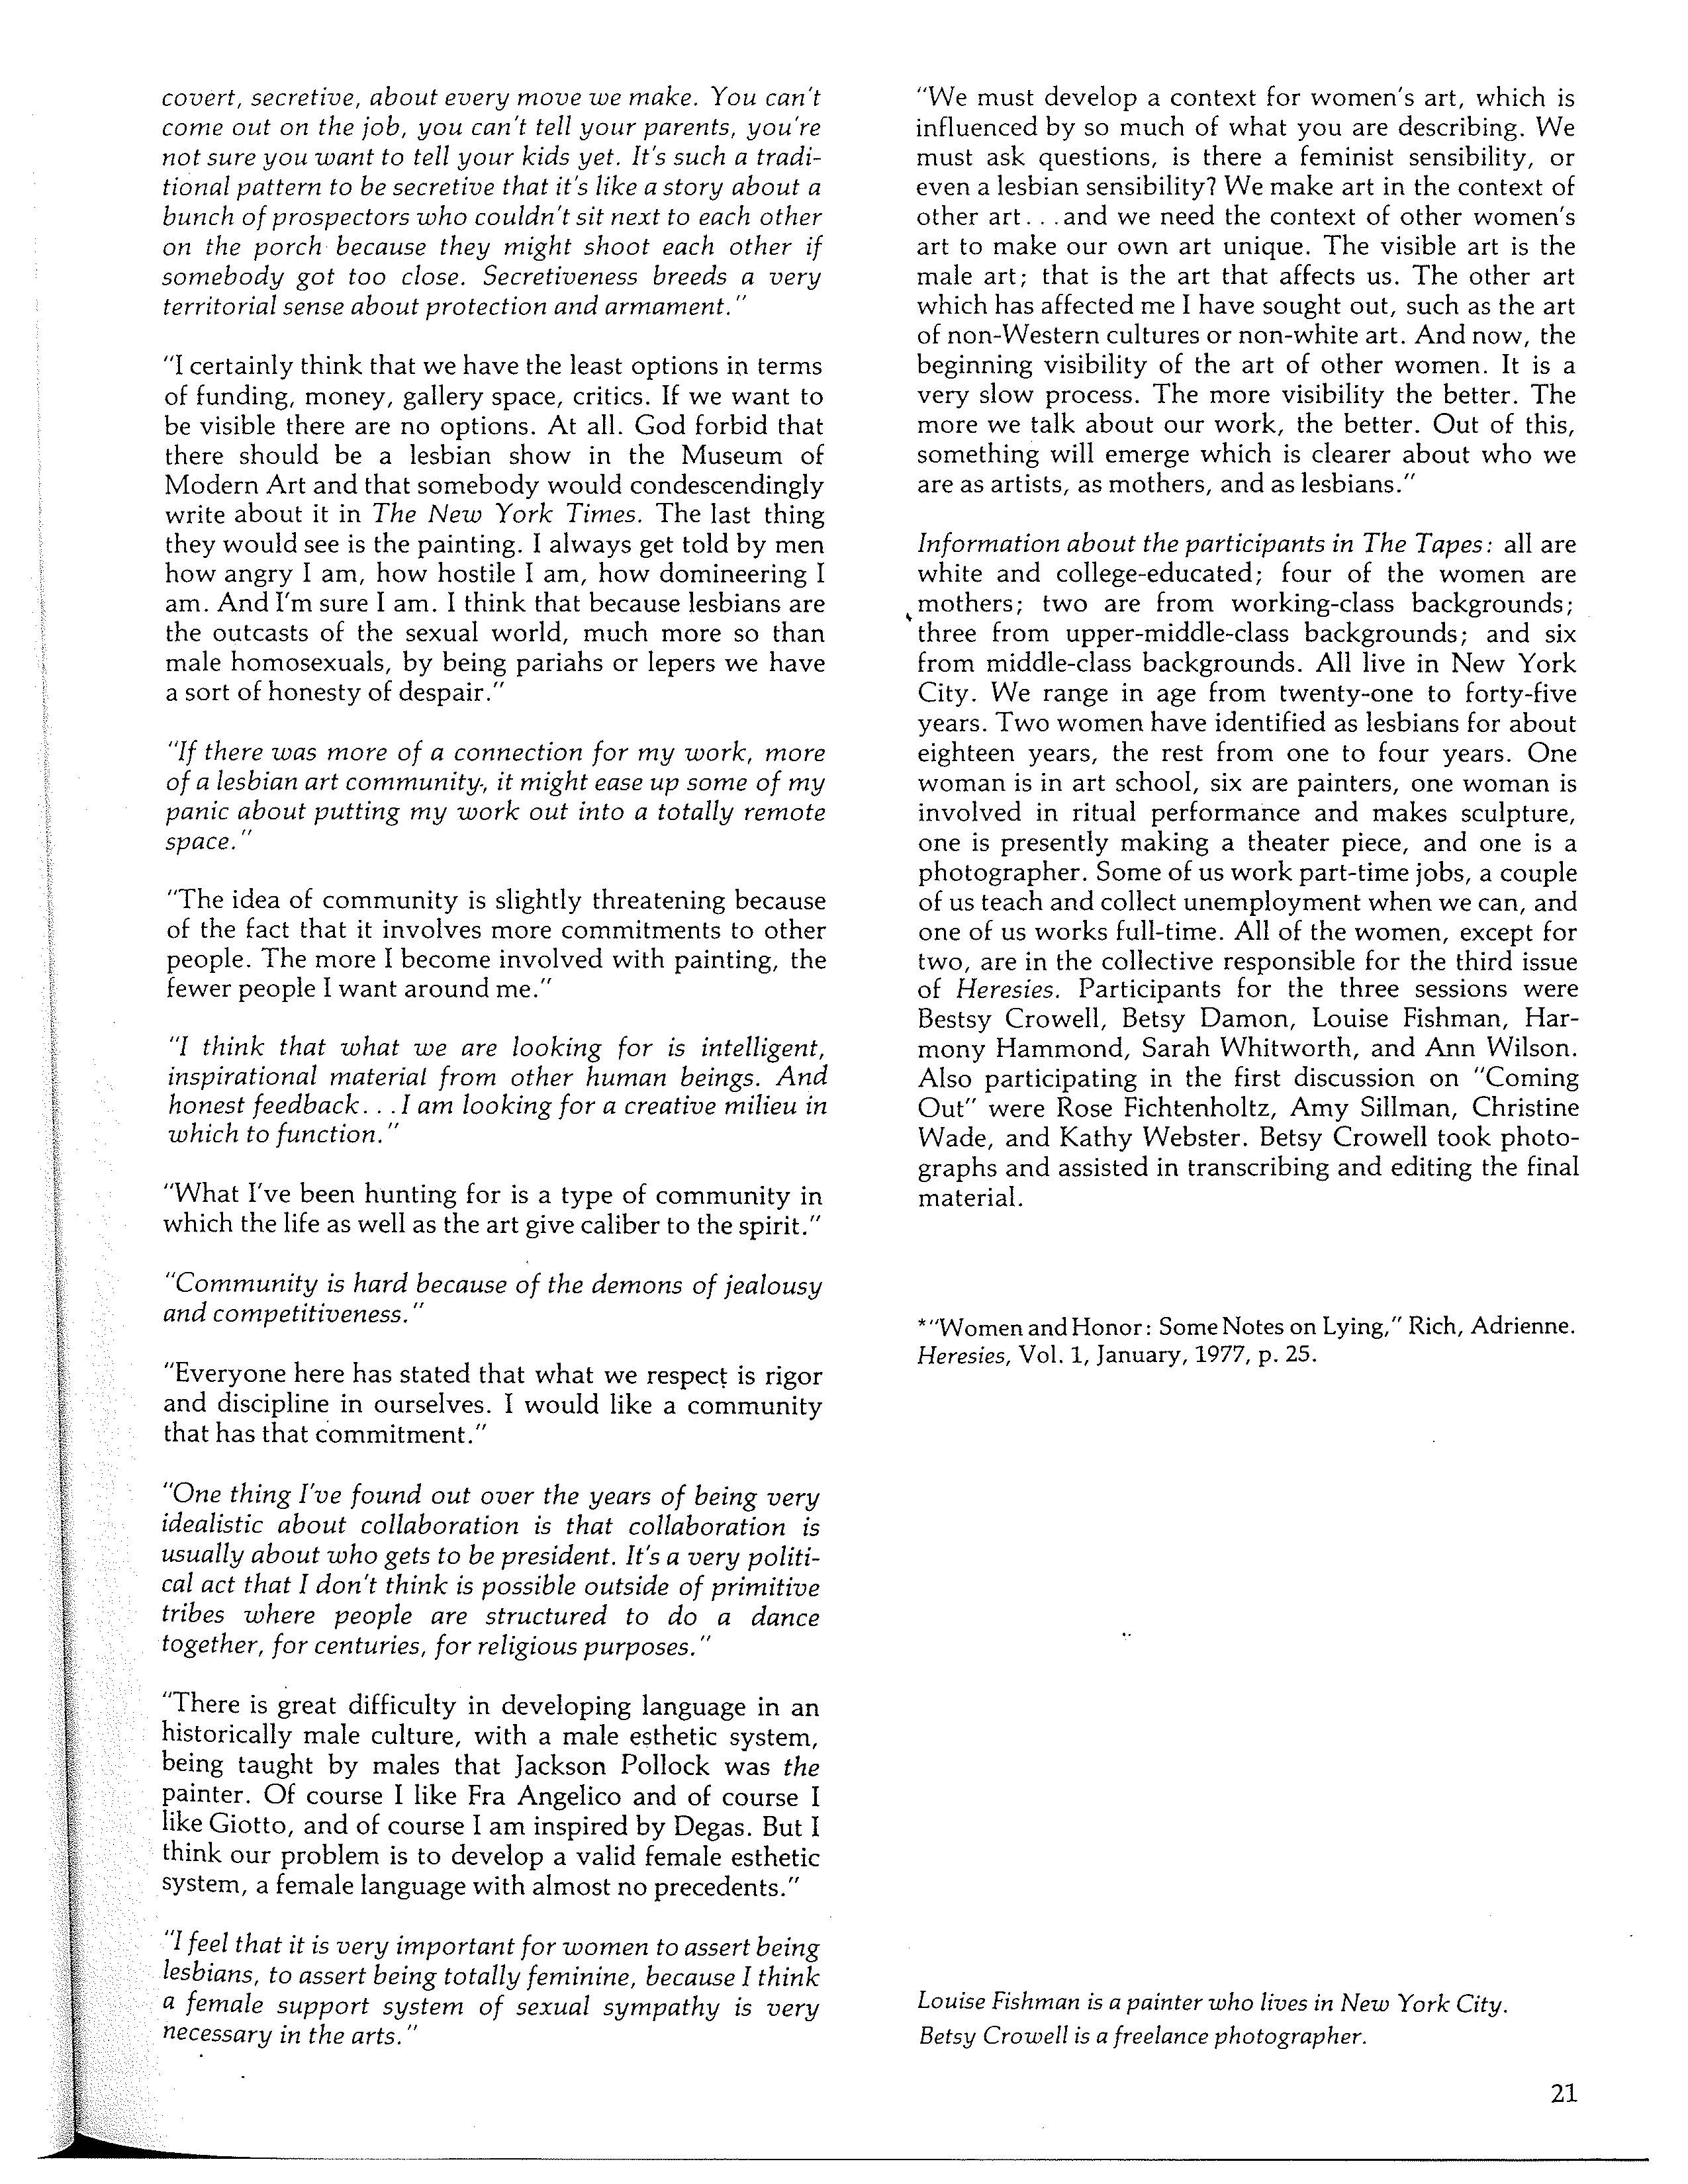 covert, secretive, about every move we make. You can't
come out on the job, you can't tell your parents, you're
not sure you want to tell your kids yet. It's such a tradi-
tional pattern to be secretive that it's like a story about a
bunch of prospectors who couldn't sit next to each other
on the porch because they might shoot each other if
somebody got too close. Secretiveness breeds a very
territorial sense about protection and armament."
"I certainly think that we have the least options in terms
of funding, money, gallery space, critics. If we want to
be visible there are no options. At all. God forbid that
there should be a lesbian show in the Museum of
Modern Art and that somebody would condescendingly
write about it in The New York Times. The last thing
they would see is the painting. I always get told by men
how angry I am, how hostile I am, how domineering I
am. And I'm sure I am. I think that because lesbians are
the outcasts of the sexual world, much more so than
male homosexuals, by being pariahs or lepers we have
a sort of honesty of despair."
"If there was more of a connection for my work, more
of a lesbian art community, it might ease up some of my
panic about putting my work out into a totally remote
space."
"The idea of community is slightly threatening because
of the fact that it involves more commitments to other
people. The more I become involved with painting, the
fewer people I want around me."
"I think that what we are looking for is intelligent,
inspirational material from other human beings. And
honest feedback. . .I am looking for a creative milieu in
which to function."
"What I've been hunting for is a type of community in
which the life as well as the art give caliber to the spirit."
"Community is hard because of the demons of jealousy
and competitiveness."
"Everyone here has stated that what we respect is rigor
and discipline in ourselves. I would like a community
that has that commitment."
"One thing I've found out over the years of being very
idealistic about collaboration is that collaboration is
usually about who gets to be president. It's a very politi-
cal act that I don't think is possible outside of primitive
tribes where people are structured to do a dance
together, for centuries, for religious purposes."
"There is great difficulty in developing language in an
historically male culture, with a male esthetic system,
being taught by males that Jackson Pollock was the
painter. Of course I like Fra Angelico and of course I
like Giotto, and of course I am inspired by Degas. But I
think our problem is to develop a valid female esthetic
system, a female language with almost no precedents."
"I feel that it is very important for women to assert being
lesbians, to assert being totally feminine, because I think
a female support system of sexual sympathy is very
necessary in the arts."
"We must develop a context for women's art, which is
influenced by so much of what you are describing. We
must ask questions, is there a feminist sensibility, or
even a lesbian sensibility? We make art in the context of
other art. . .and we need the context of other women's
art to make our own art unique. The visible art is the
male art; that is the art that affects us. The other art
which has affected me I have sought out, such as the art
of non-Western cultures or non-white art. And now, the
beginning visibility of the art of other women. It is a
very slow process. The more visibility the better. The
more we talk about our work, the better. Out of this,
something will emerge which is clearer about who we
are as artists, as mothers, and as lesbians."
Information about the participants in The Tapes: all are
white and college-educated; four of the women are
mothers; two are from working-class backgrounds;
three from upper-middle-class backgrounds; and six
from middle-class backgrounds. All live in New York
City. We range in age from twenty-one to forty-five
years. Two women have identified as lesbians for about
eighteen years, the rest from one to four years. One
woman is in art school, six are painters, one woman is
involved in ritual performance and makes sculpture,
one is presently making a theater piece, and one is a
photographer. Some of us work part-time jobs, a couple
of us teach and collect unemployment when we can, and
one of us works full-time. All of the women, except for
two, are in the collective responsible for the third issue
of Heresies. Participants for the three sessions were
Bestsy Crowell, Betsy Damon, Louise Fishman, Har-
mony Hammond, Sarah Whitworth, and Ann Wilson.
Also participating in the first discussion on "Coming
Out" were Rose Fichtenholtz, Amy Sillman, Christine
Wade, and Kathy Webster. Betsy Crowell took photo-
graphs and assisted in transcribing and editing the final
material.
*"Women and Honor: Some Notes on Lying," Rich, Adrienne.
Heresies, Vol. 1, January, 1977, p. 25.
Louise Fishman is a painter who lives in New York City.
Betsy Crowell is a freelance photographer.
21